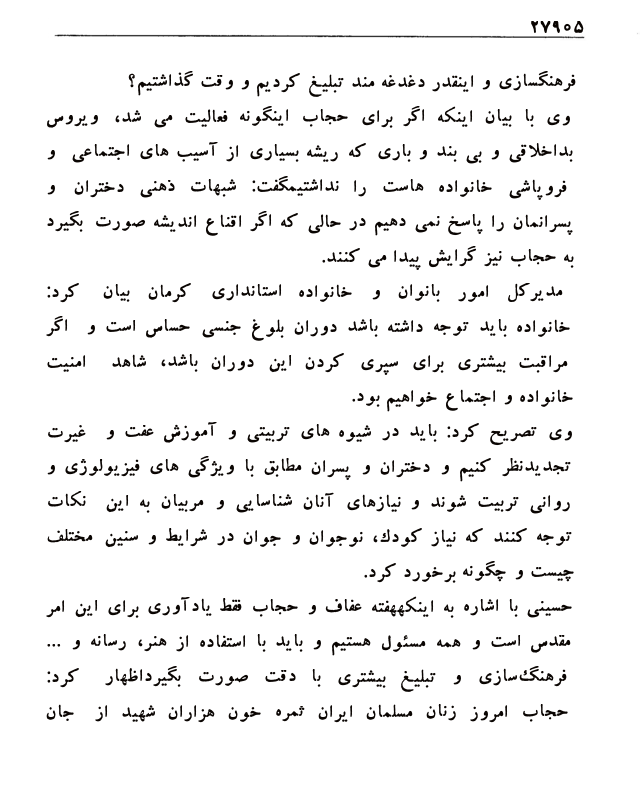 ۲۷۹۰۵
فرهنگسازی و اینقدر دغدغه مند تبلیغ کردیم و وقت گذاشتیم؟
وی با بیان اینکه اگر برای حجاب اینگونه فعالیت می شد، ویروس
بداخلاقی و بی بند و باری که ریشه بسیاری از آسیب های اجتماعی و
فروپاشی خانواده هاست را نداشتیمگفت: شبهات ذهنی دختران و
پسرانمان را پاسخ نمی دهیم در حالی که اگر اقناع اندیشه صورت بگیرد
به حجاب نیز گرایش پیدا می کنند.
مدیرکل امور بانوان و خانواده استانداری کرمان بیان کرد:
خانواده باید توجه داشته باشد دوران بلوغ جنسی حساس است و اگر
مراقبت بیشتری برای سپری کردن این دوران باشد، شاهد امنیت
خانواده و اجتماع خواهیم بود.
وی تصریح کرد: باید در شیوه های تربیتی و آموزش عفت و غیرت
تجدیدنظر کنیم و دختران و پسران مطابق با ویژگی های فیزیولوژی و
روانی تربیت شوند و نیازهای آنان شناسایی و مربیان به این نکات
توجه کنند که نیاز کودك، نوجوان و جوان در شرایط و سنین مختلف
چیست و چگونه برخورد کرد.
حسینی با اشاره به اینکههفته عفاف و حجاب فقط یادآوری برای این امر
مقدس است و همه مسئول هستیم و باید با استفاده از هنر، رسانه و ...
فرهنگ‌سازی و تبلیغ بیشتری با دقت صورت بگیرداظهار کرد:
حجاب امروز زنان مسلمان ایران ثمره خون هزاران شهید از جان